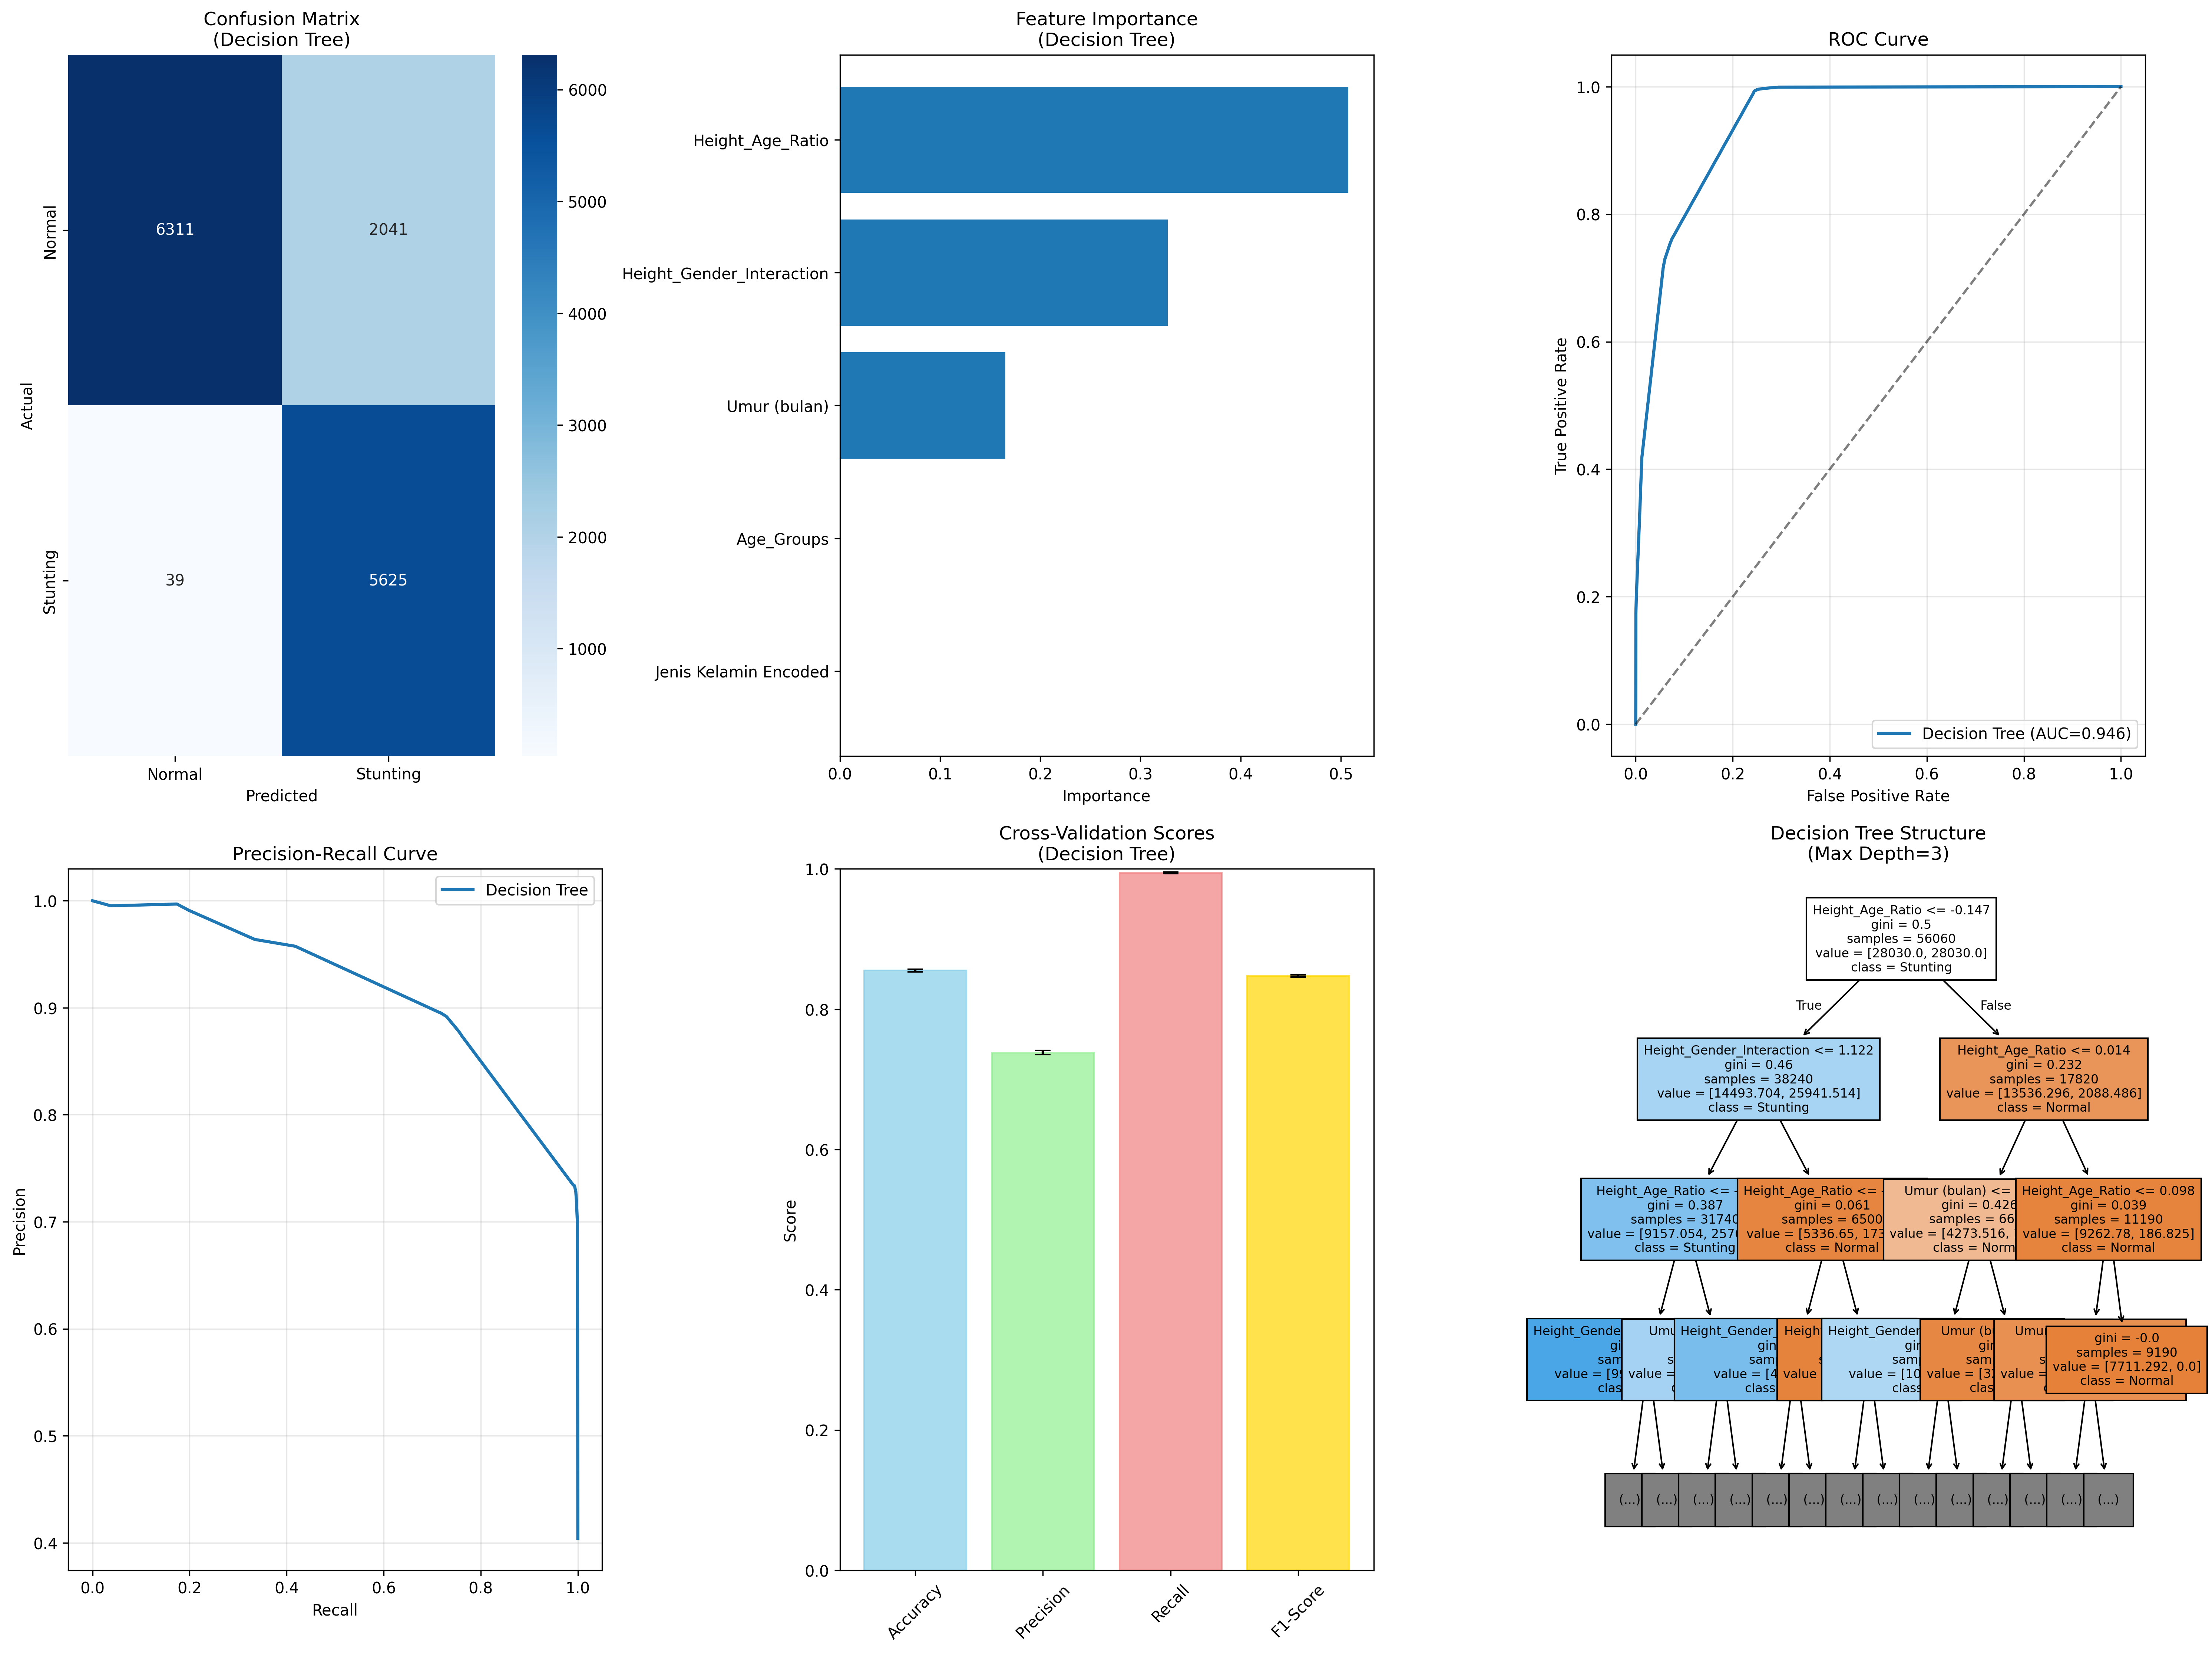 Confusion Matrix
(Decision Tree)
Actual
Normal
Stunting
6311
2041
39
5625
Normal
Stunting
Predicted
6000
5000
4000
3000
2000
1000
Feature Importance
(Decision Tree)
Height_Age_Ratio
Height_Gender_Interaction
Umur (bulan)
Age_Groups
Jenis Kelamin Encoded
0.0
0.1
0.2
0.3
0.4
0.5
Importance
ROC Curve
True Positive Rate
1.0
0.8
0.6
0.4
0.2
0.0
Decision Tree (AUC=0.946)
0.0
0.2
0.4
0.6
0.8
1.0
False Positive Rate
Precision-Recall Curve
Decision Tree
Precision
1.0
0.9
0.8
0.7
0.6
0.5
0.4
0.0
0.2
0.4
0.6
0.8
1.0
Recall
Cross-Validation Scores
(Decision Tree)
Score
1.0
0.8
0.6
0.4
0.2
0.0
Accuracy
Precision
Recall
F1-Score
Decision Tree Structure
(Max Depth=3)
Height_Age_Ratio <= -0.147
gini = 0.5
samples = 56060
value = [28030.0, 28030.0]
class = Stunting
True
False
Height_Gender_Interaction <= 1.122
gini = 0.46
samples = 38240
value = [14493.704, 25941.514]
class = Stunting
Height_Age_Ratio <= 0.014
gini = 0.232
samples = 17820
value = [13536.296, 2088.486]
class = Normal
Height_Age_Ratio <=
gini = 0.387
samples = 31740
value = [9157.054,
class = Stunting
Height_Age_Ratio <=
gini = 0.061
samples = 6500
value = [5336.65,
class = Normal
Umur (bulan) <=
gini = 0.426
samples =
value = [4273.516,
class =
Height_Age_Ratio <= 0.098
gini = 0.039
samples = 11190
value = [9262.78, 186.825]
class = Normal
value =
value =
value =
value =
value =
value =
value =
gini = -0.0
samples = 9190
value = [7711.292, 0.0]
class = Normal
(...)
(...)
(...)
(...)
(...)
(...)
(...)
(...)
(...)
(...)
(...)
(...)
(...)
(...)